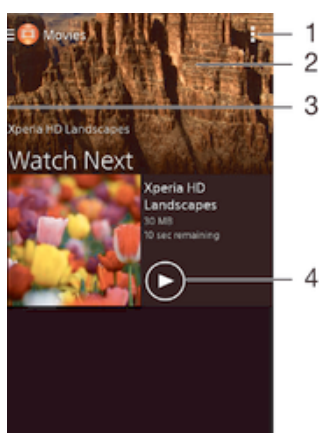 Movies
1
2
3
Xperia HD Landscapes
Watch Next
Xperia HD
Landscapes
30 MB
10 sec remaining
4